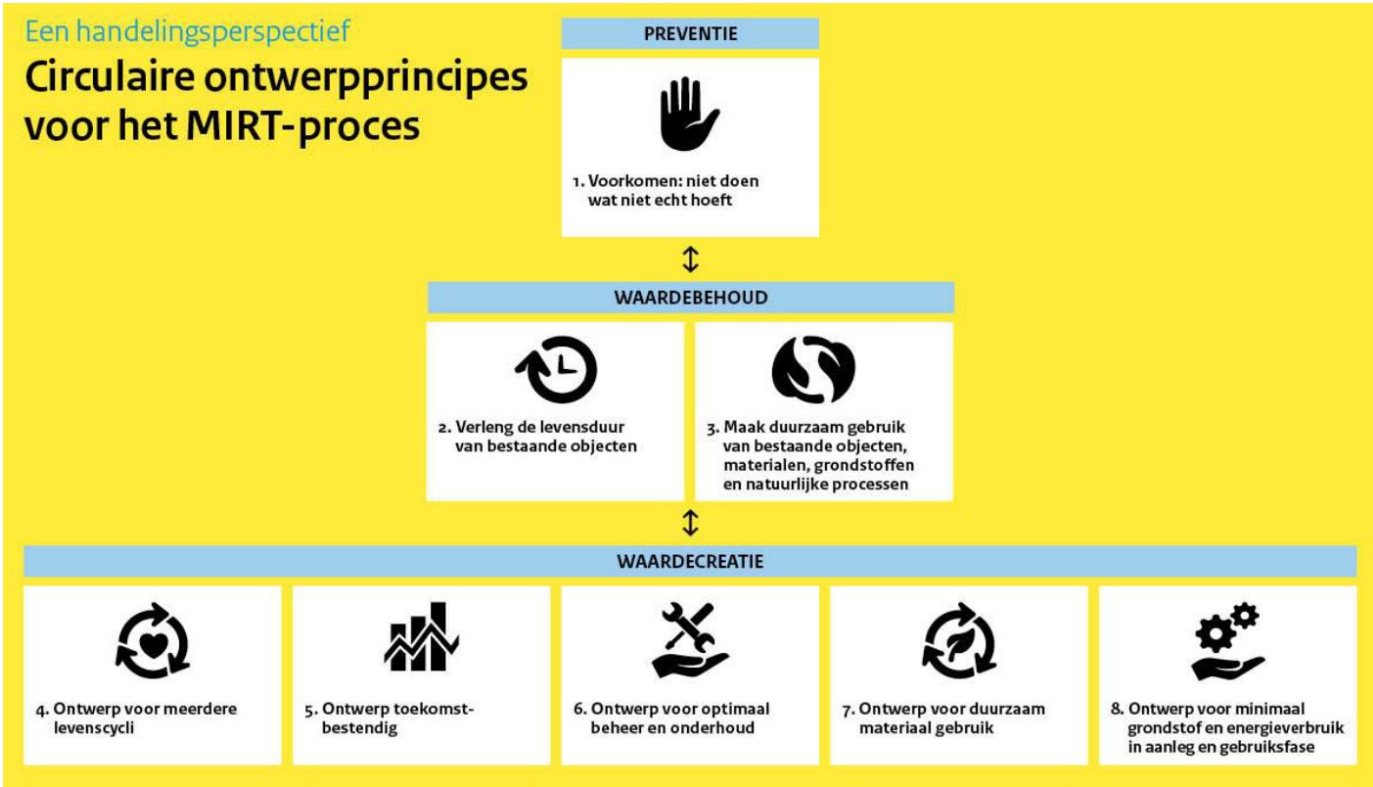 Een handelingsperspectief
Circulaire ontwerpprincipes
voor het MIRT-proces
PREVENTIE
1. Voorkomen: niet doen
wat niet echt hoeft
WAARDEBEHOUD
2. Verleng de levensduur
van bestaande objecten
3. Maak duurzaam gebruik
van bestaande objecten,
materialen, grondstoffen
en natuurlijke processen
WAARDECREATIE
4. Ontwerp voor meerdere
levenscycli
5. Ontwerp toekomst-
bestendig
6. Ontwerp voor optimaal
beheer en onderhoud
7. Ontwerp voor duurzaam
materiaal gebruik
8. Ontwerp voor minimaal
grondstof en energieverbruik
in aanleg en gebruiksfase